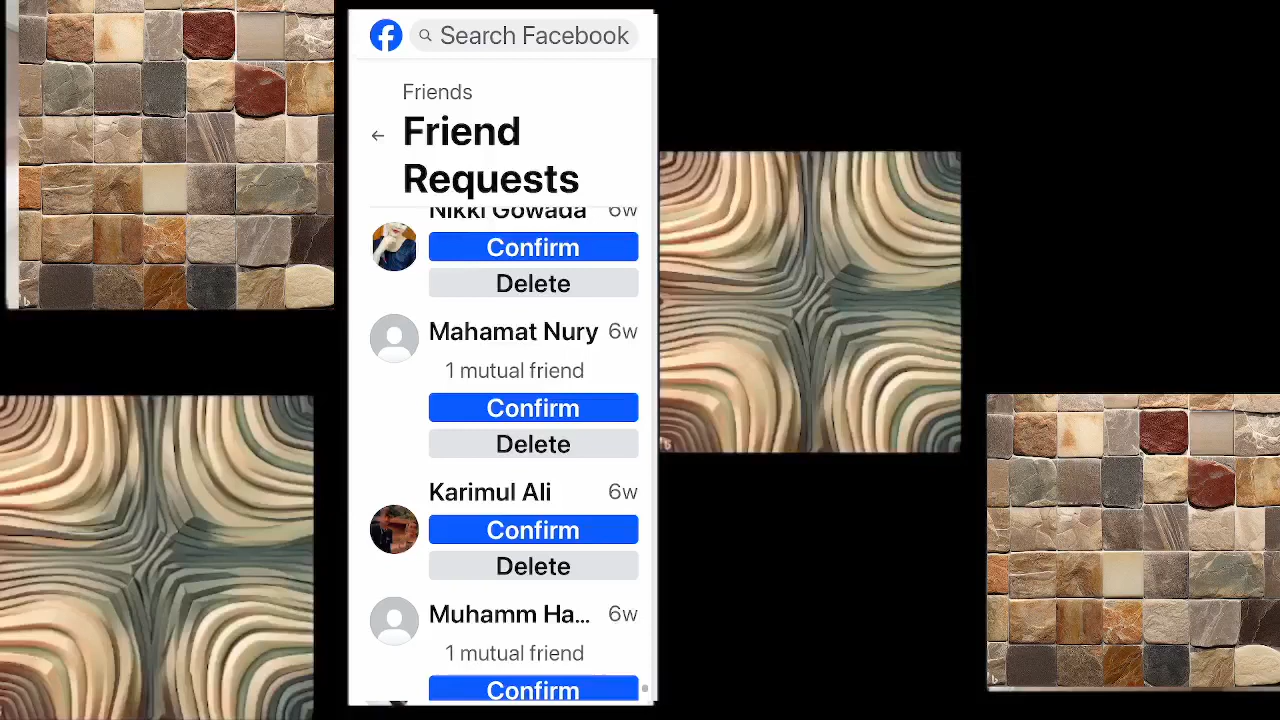 Search Facebook
Friends
Friend
Requests
Nikki Gowada 6w
Confirm
Delete
Mahamat Nury 6w
1 mutual friend
Confirm
Delete
Karimul Ali 6w
Confirm
Delete
Muhamm Ha... 6w
1 mutual friend
Confirm